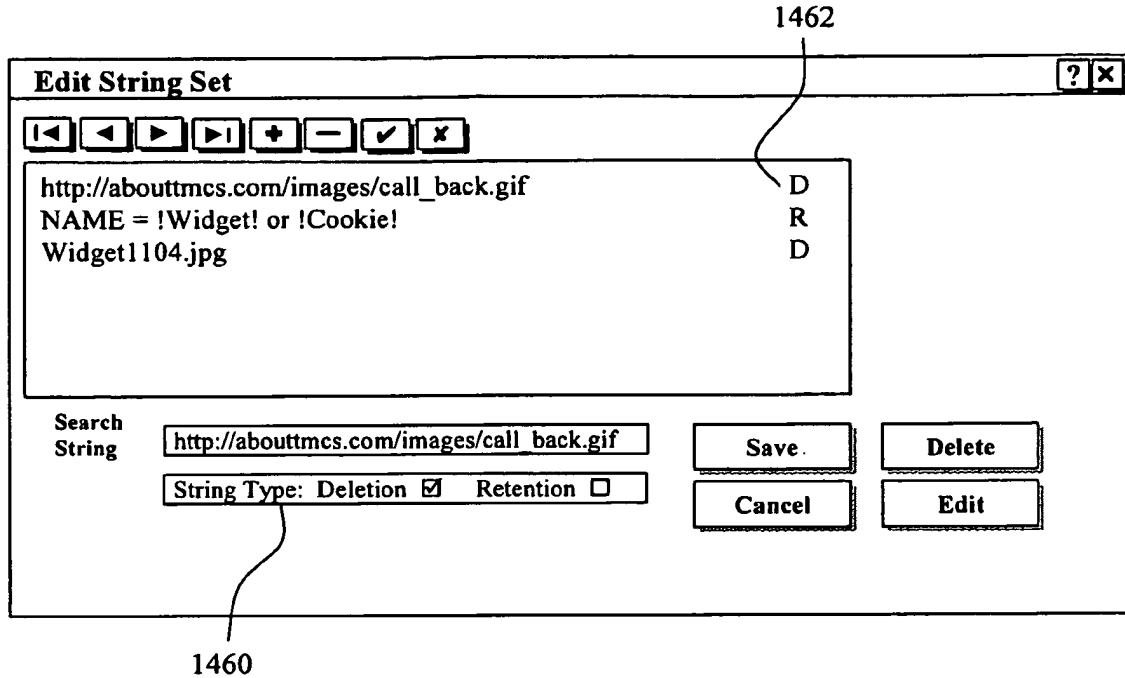 1462
Edit String Set
? X
http://abouttmcs.com/images/call_back.gif D
NAME = !Widget! or !Cookie! R
Widget1104.jpg D
Search
String
http://abouttmcs.com/images/call_back.gif
Save
Delete
String Type: Deletion ☑ Retention ☐
Cancel
Edit
1460